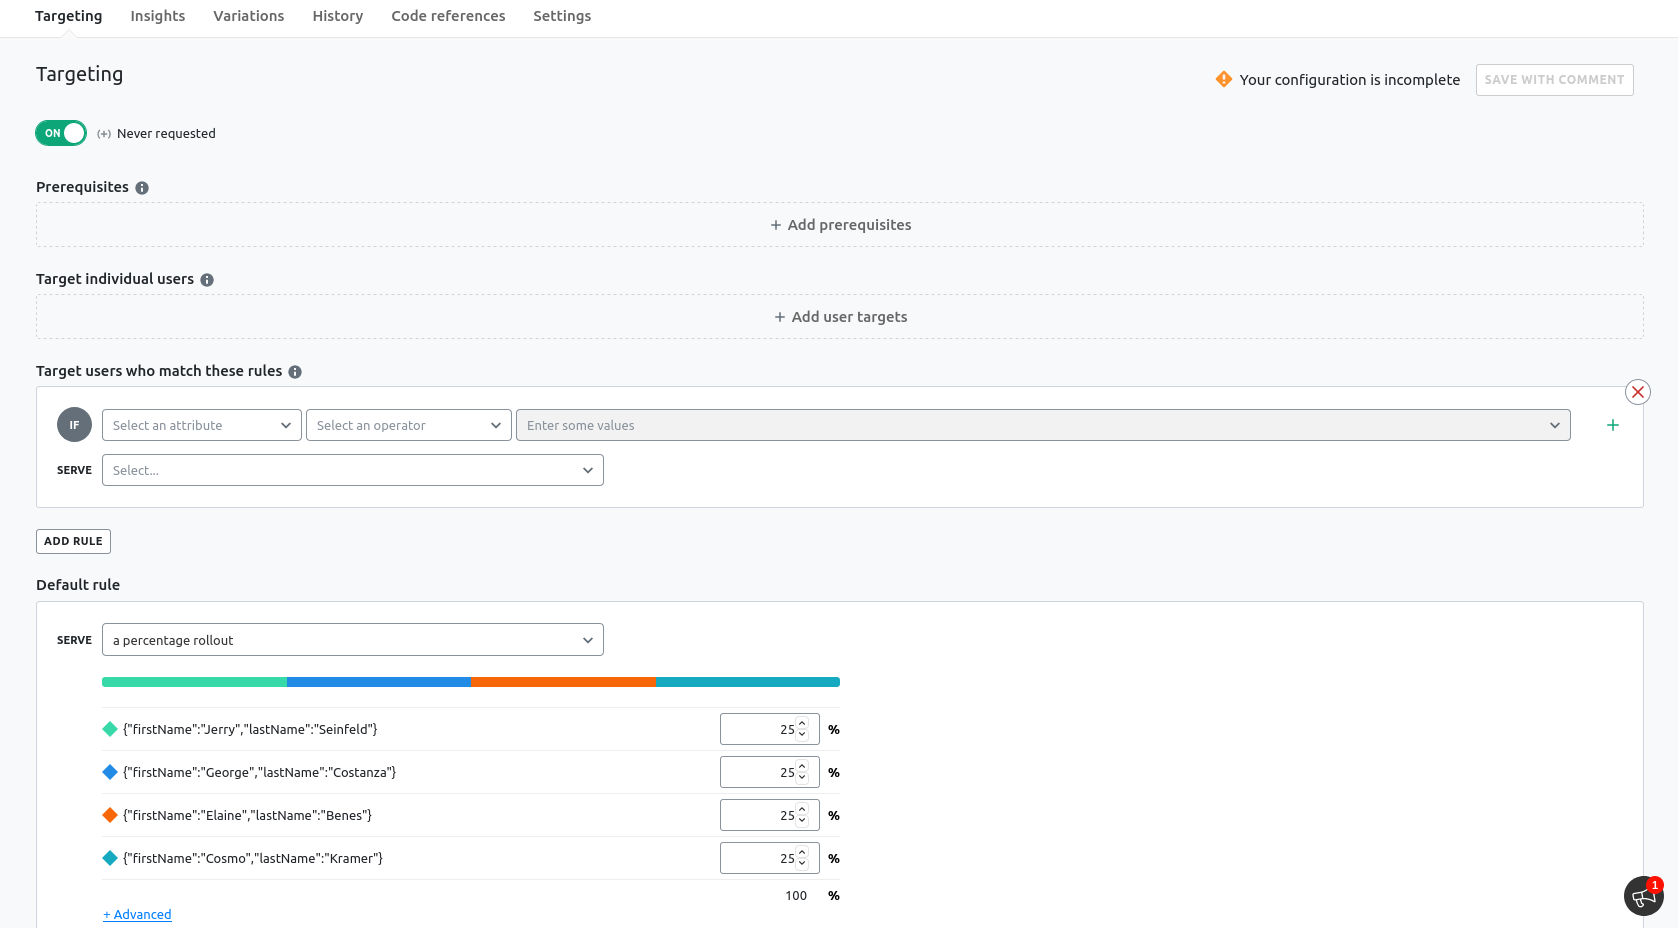 Targeting Insights Variations History Code references Settings
Targeting
Your configuration is incomplete SAVE WITH COMMENT
ON (+) Never requested
Prerequisites
+ Add prerequisites
Target individual users
+ Add user targets
Target users who match these rules
IF Select an attribute Select an operator Enter some values +
SERVE Select...
ADD RULE
Default rule
SERVE a percentage rollout
{"firstName":"Jerry","lastName":"Seinfeld"} 25 %
{"firstName":"George","lastName":"Costanza"} 25 %
{"firstName":"Elaine","lastName":"Benes"} 25 %
{"firstName":"Cosmo","lastName":"Kramer"} 25 %
100 %
+ Advanced
1